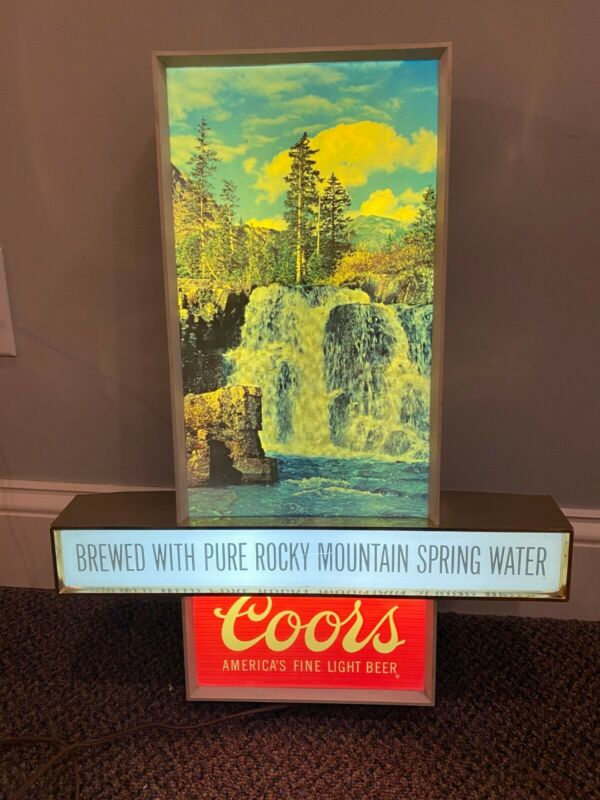 BREWED WITH PURE ROCKY MOUNTAIN SPRING WATER
Coors
AMERICA'S FINE LIGHT BEER